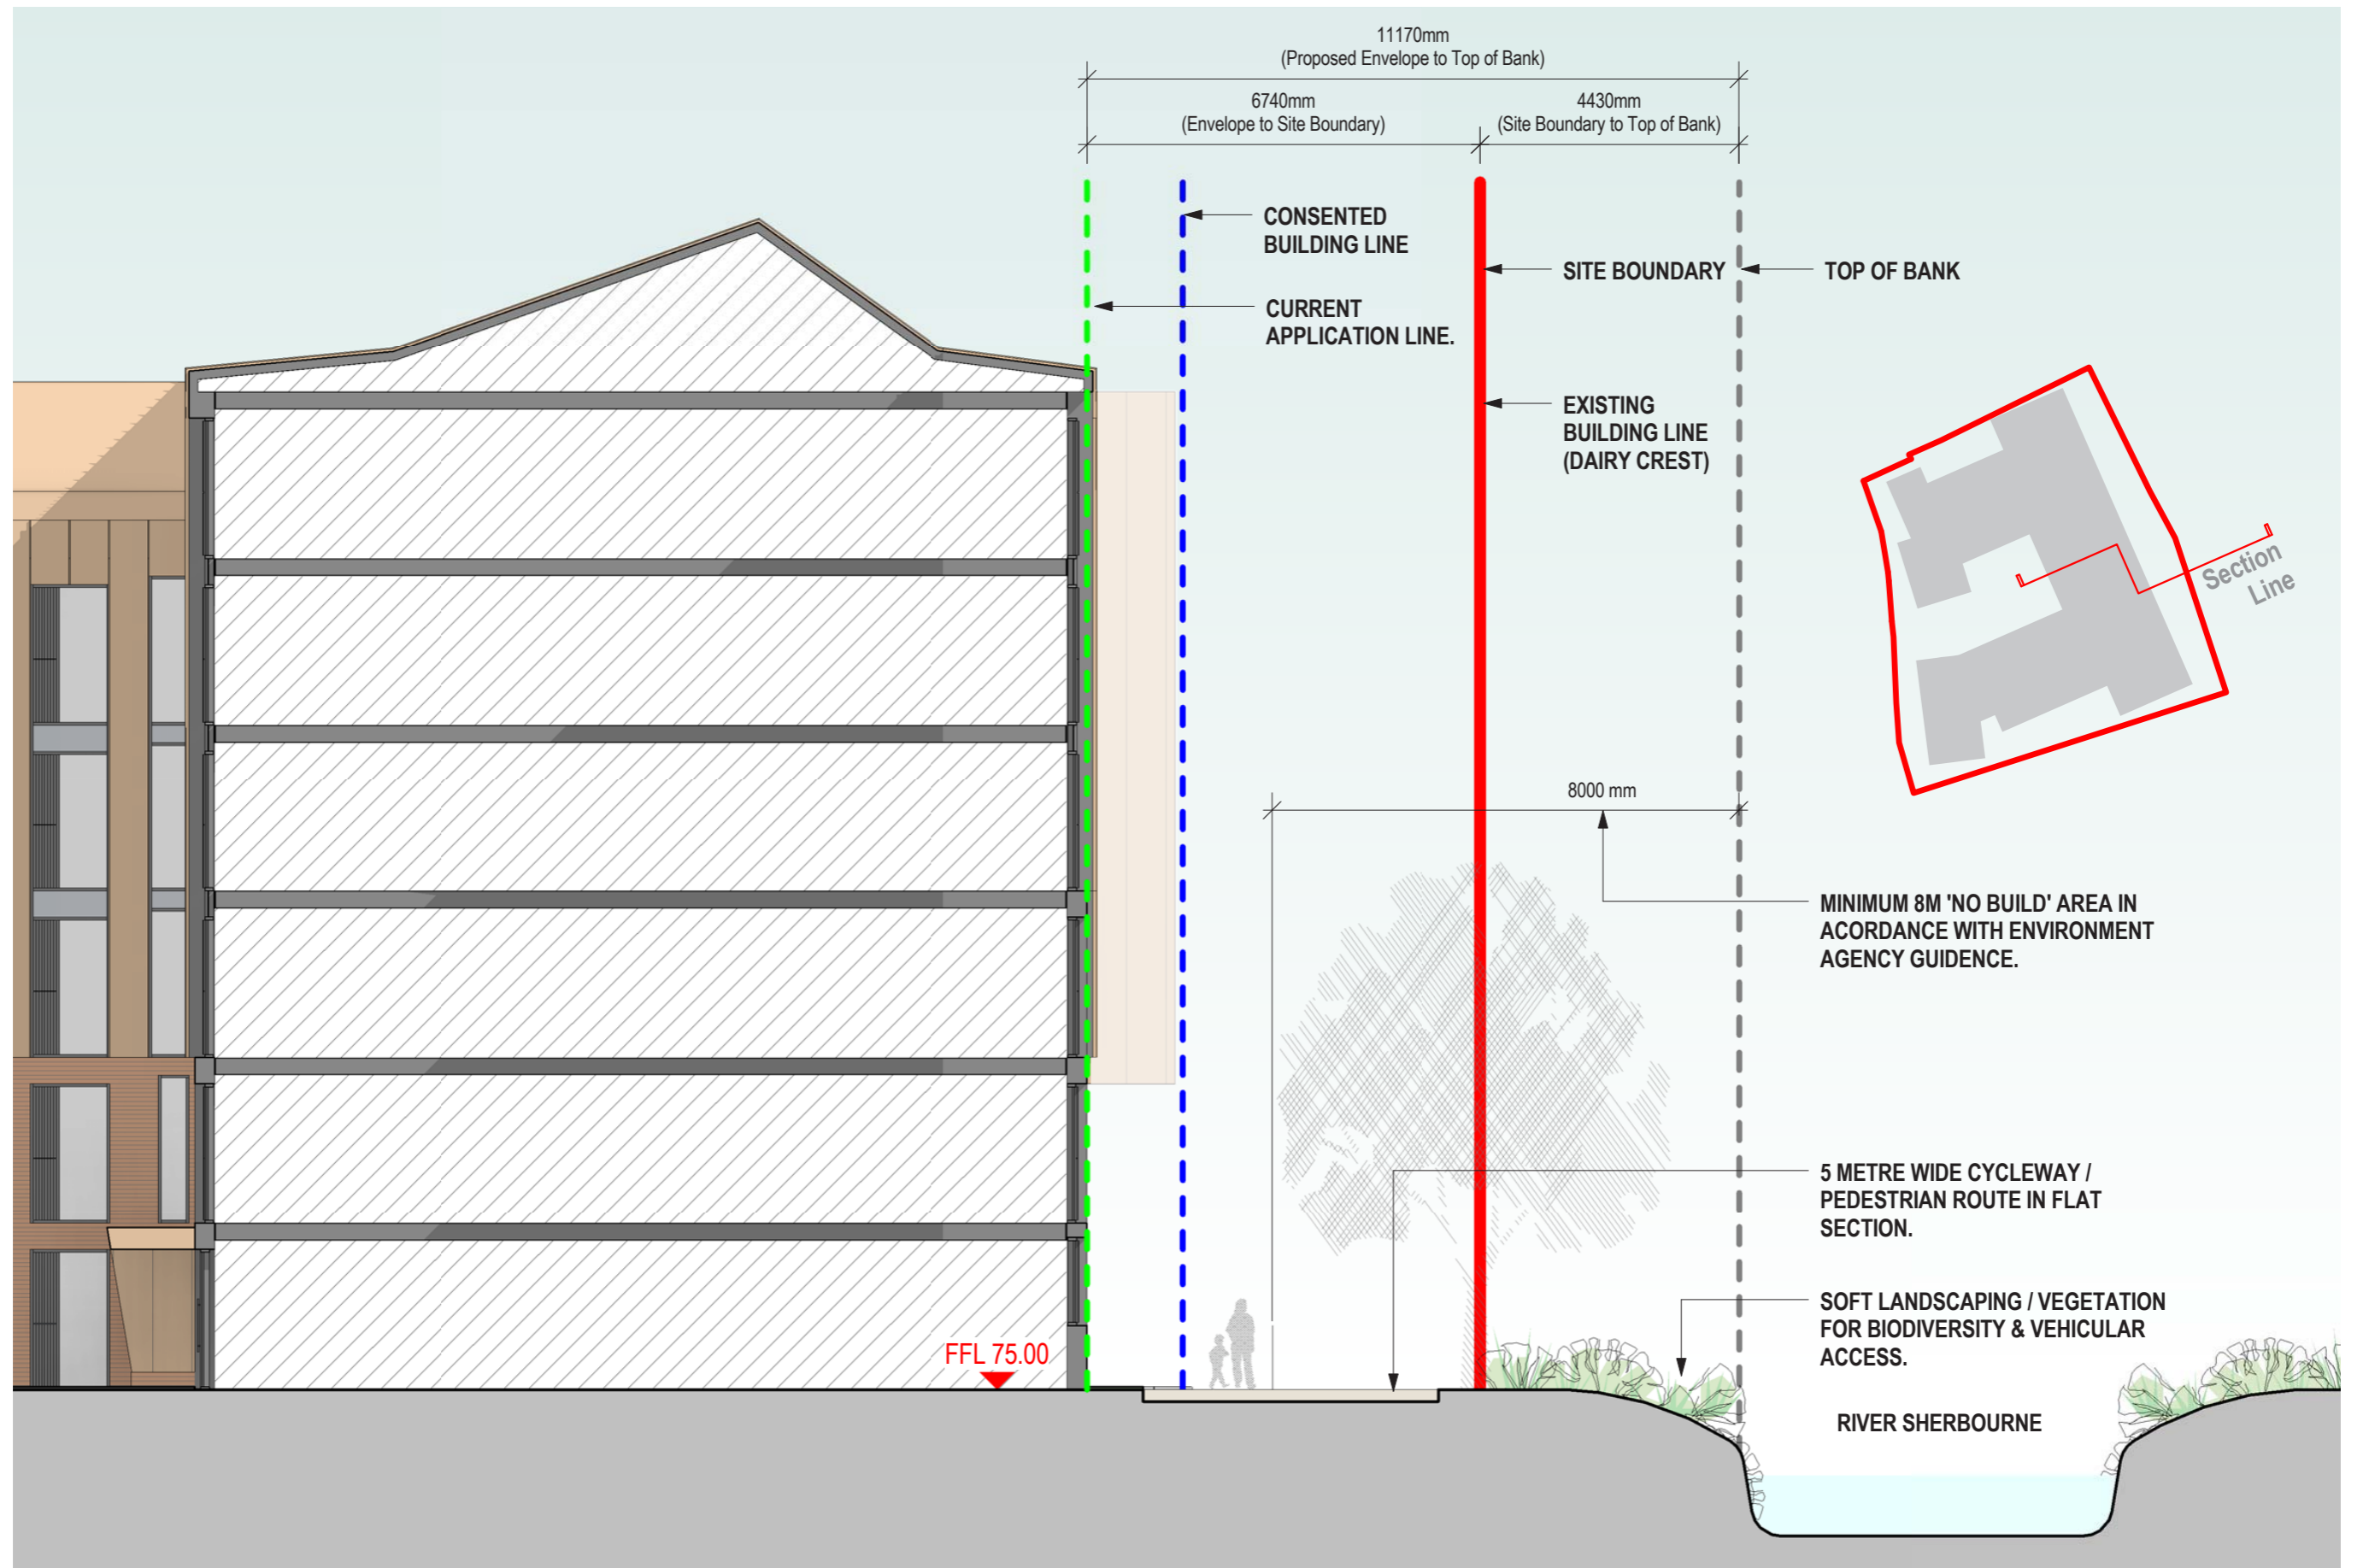 11170mm
(Proposed Envelope to Top of Bank)
6740mm
(Envelope to Site Boundary)
4430mm
(Site Boundary to Top of Bank)
CONSENTED
BUILDING LINE
SITE BOUNDARY
TOP OF BANK
CURRENT
APPLICATION LINE.
EXISTING
BUILDING LINE
(DAIRY CREST)
Section
Line
8000 mm
MINIMUM 8M 'NO BUILD' AREA IN
ACORDANCE WITH ENVIRONMENT
AGENCY GUIDENCE.
5 METRE WIDE CYCLEWAY /
PEDESTRIAN ROUTE IN FLAT
SECTION.
SOFT LANDSCAPING / VEGETATION
FOR BIODIVERSITY & VEHICULAR
ACCESS.
FFL 75.00
RIVER SHERBOURNE